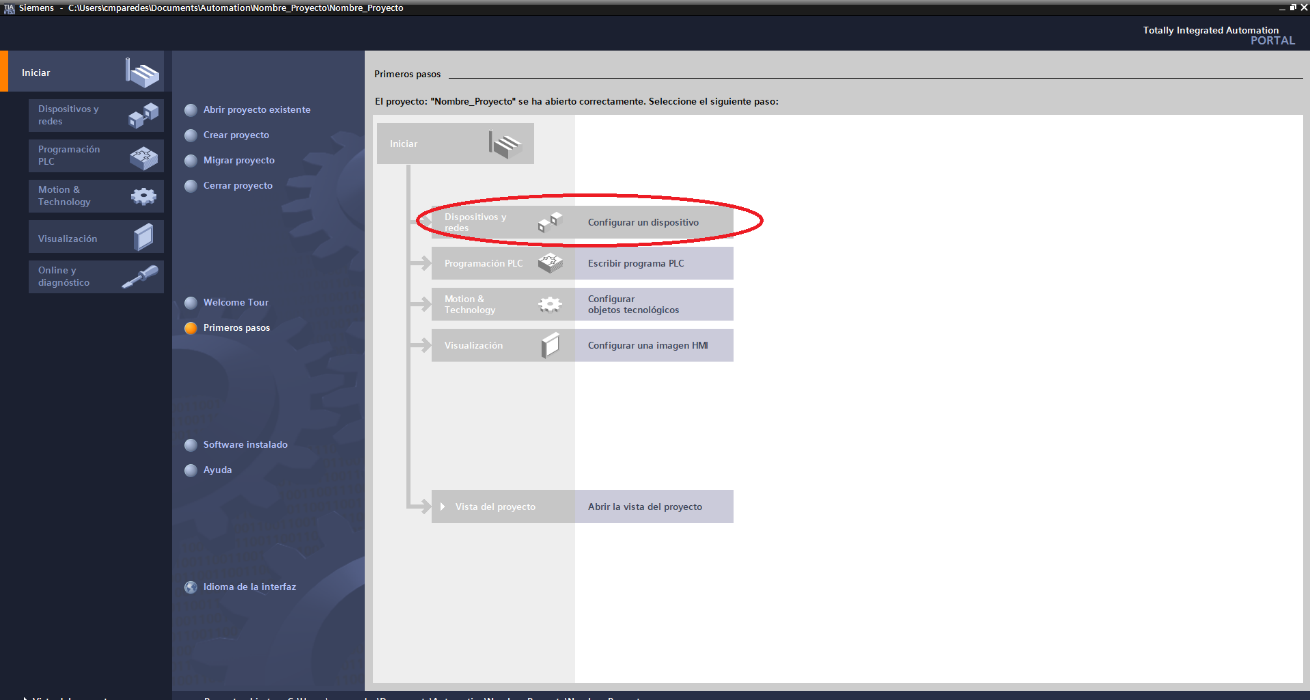 Siemens - C:\Users\cmparedes\Documents\Automation\Nombre_Proyecto\Nombre_Proyecto
Totally Integrated Automation
PORTAL
Iniciar
Dispositivos y
redes
Programación
PLC
Motion &
Technology
Visualización
Online y
diagnóstico
Abrir proyecto existente
Crear proyecto
Migrar proyecto
Cerrar proyecto
Welcome Tour
Primeros pasos
Software instalado
Ayuda
Idioma de la interfaz
Primeros pasos
El proyecto: "Nombre_Proyecto" se ha abierto correctamente. Seleccione el siguiente paso:
Iniciar
Dispositivos y
redes
Configurar un dispositivo
Programación PLC
Escribir programa PLC
Motion &
Technology
Configurar
objetos tecnológicos
Visualización
Configurar una imagen HMI
Vista del proyecto
Abrir la vista del proyecto